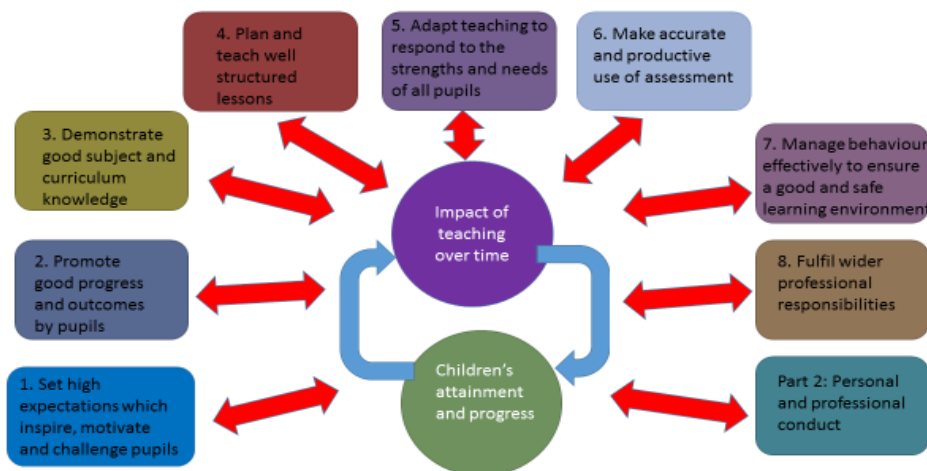 4. Plan and
teach well
structured
lessons
5. Adapt teaching to
respond to the
strengths and needs
of all pupils
6. Make accurate
and productive
use of assessment
3. Demonstrate
good subject and
curriculum
knowledge
7. Manage behaviour
effectively to ensure
a good and safe
learning environment
Impact of
teaching
over time
2. Promote
good progress
and outcomes
by pupils
8. Fulfil wider
professional
responsibilities
1. Set high
expectations which
inspire, motivate
and challenge pupils
Children's
attainment
and progress
Part 2: Personal
and professional
conduct